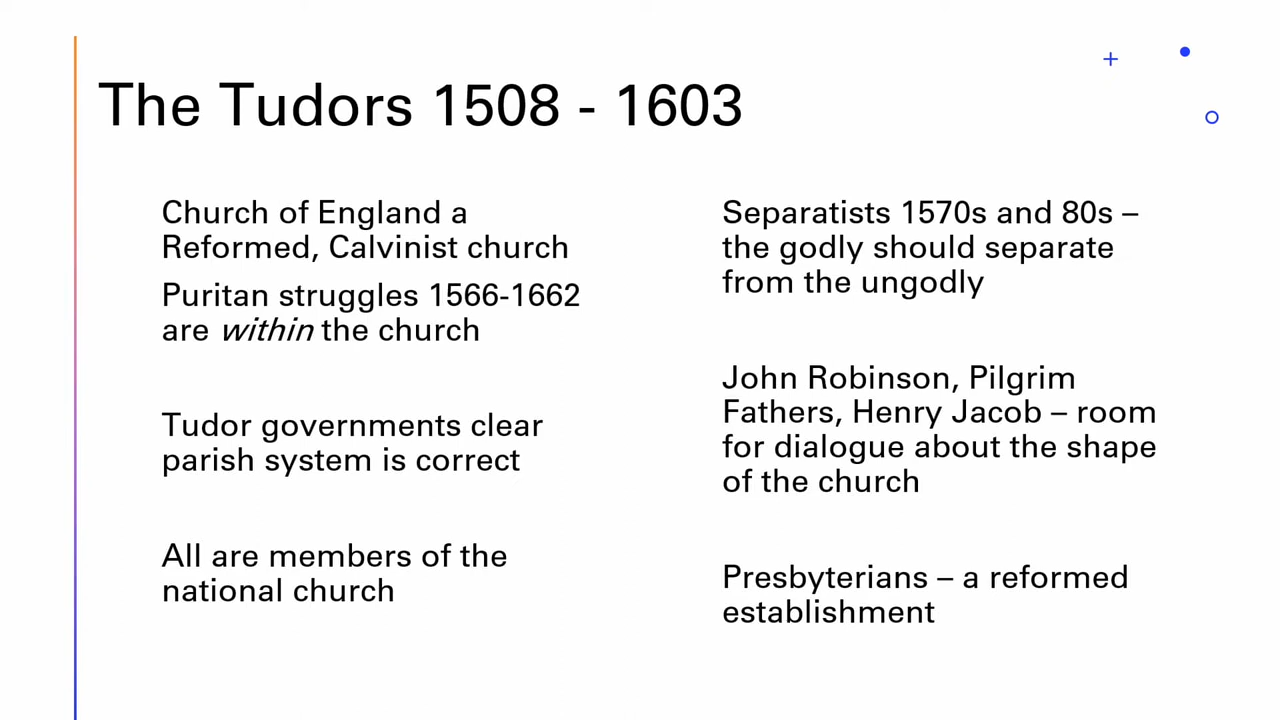 The Tudors 1508 - 1603
Church of England a
Reformed, Calvinist church
Puritan struggles 1566-1662
are within the church
Tudor governments clear
parish system is correct
All are members of the
national church
Separatists 1570s and 80s –
the godly should separate
from the ungodly
John Robinson, Pilgrim
Fathers, Henry Jacob – room
for dialogue about the shape
of the church
Presbyterians – a reformed
establishment